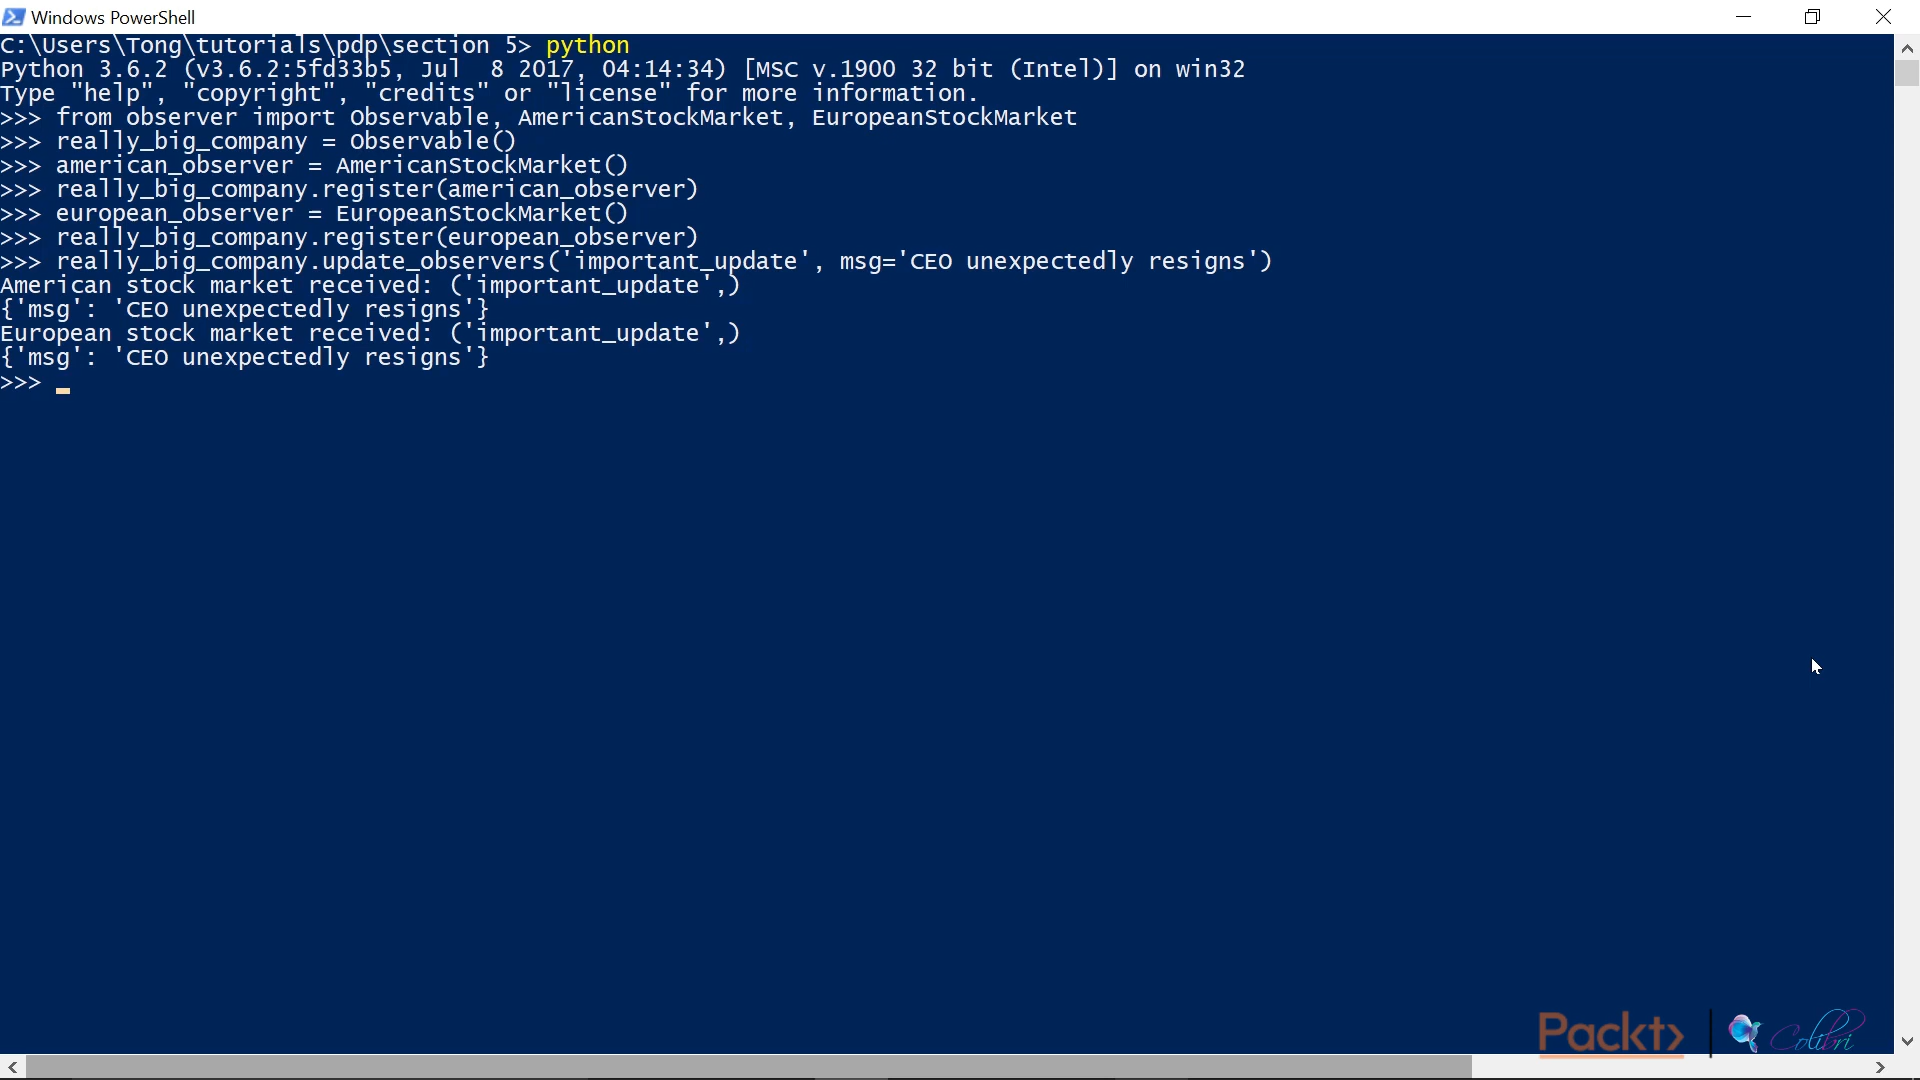 Windows PowerShell
C:\Users\Tong\tutorials\pdp\section 5> python
Python 3.6.2 (v3.6.2:5fd33b5, Jul  8 2017, 04:14:34) [MSC v.1900 32 bit (Intel)] on win32
Type "help", "copyright", "credits" or "license" for more information.
>>> from observer import Observable, AmericanStockMarket, EuropeanStockMarket
>>> really_big_company = Observable()
>>> american_observer = AmericanStockMarket()
>>> really_big_company.register(american_observer)
>>> european_observer = EuropeanStockMarket()
>>> really_big_company.register(european_observer)
>>> really_big_company.update_observers('important_update', msg='CEO unexpectedly resigns')
American stock market received: ('important_update',)
{'msg': 'CEO unexpectedly resigns'}
European stock market received: ('important_update',)
{'msg': 'CEO unexpectedly resigns'}
>>>
Packt> Colibri